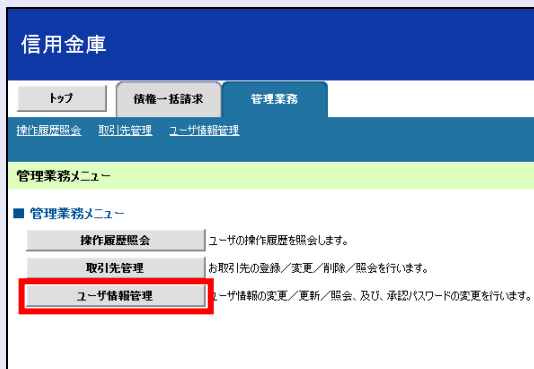 信用金庫
トップ 債権一括請求 管理業務
操作履歴照会 取引先管理 ユーザ情報管理
管理業務メニュー
■ 管理業務メニュー
操作履歴照会 ユーザの操作履歴を照会します。
取引先管理 お取引先の登録/変更/削除/照会を行います。
ユーザ情報管理 ユーザ情報の変更/更新/照会、及び、承認パスワードの変更を行います。